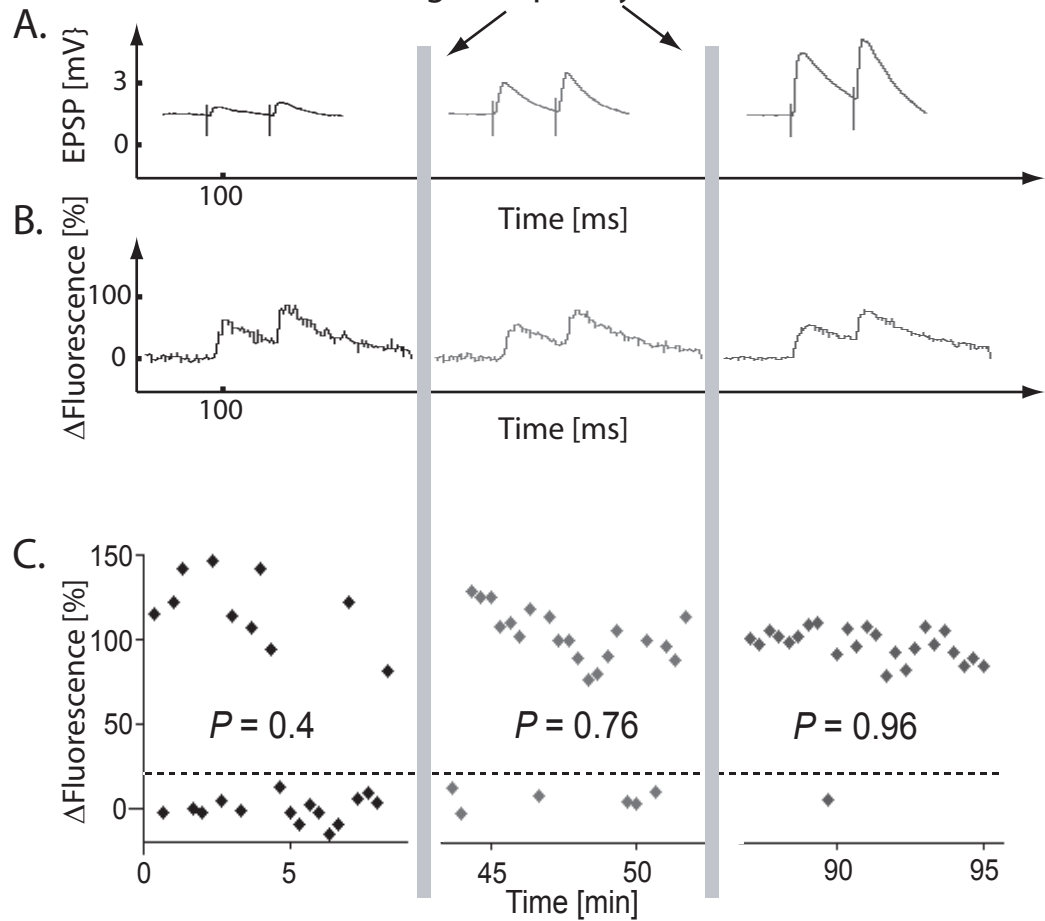 A.
EPSP [mV}
3
0
100
Time [ms]
B.
ΔFluorescence [%]
100
0
100
Time [ms]
C.
ΔFluorescence [%]
150
100
50
0
P = 0.4
P = 0.76
P = 0.96
0
5
45
50
90
95
Time [min]